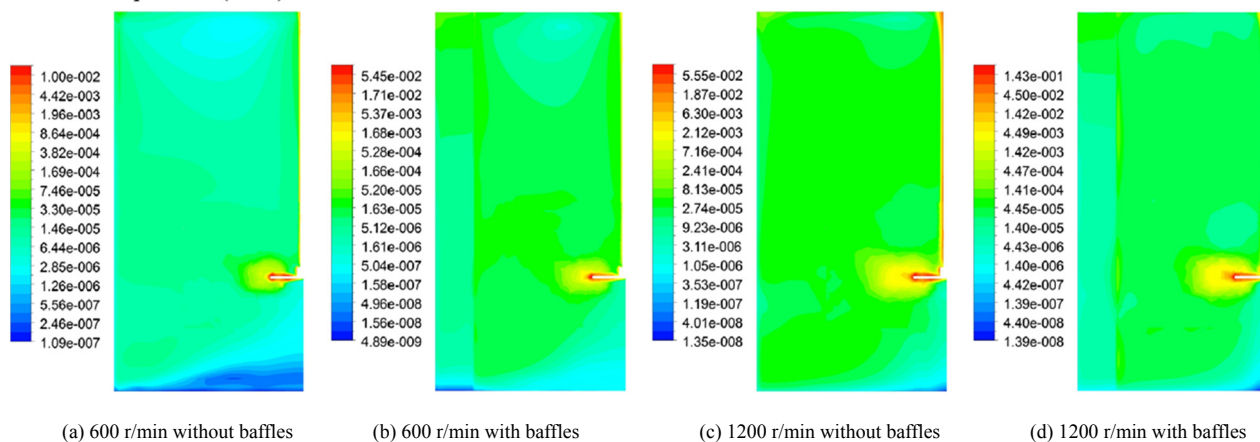 1.00e-002
4.42e-003
1.96e-003
8.64e-004
3.82e-004
1.69e-004
7.46e-005
3.30e-005
1.46e-005
6.44e-006
2.85e-006
1.26e-006
5.56e-007
2.46e-007
1.09e-007
5.45e-002
1.71e-002
5.37e-003
1.68e-003
5.28e-004
1.66e-004
5.20e-005
1.63e-005
5.12e-006
1.61e-006
5.04e-007
1.58e-007
4.96e-008
1.56e-008
4.89e-009
5.55e-002
1.87e-002
6.30e-003
2.12e-003
7.16e-004
2.41e-004
8.13e-005
2.74e-005
9.23e-006
3.11e-006
1.05e-006
3.53e-007
1.19e-007
4.01e-008
1.35e-008
1.43e-001
4.50e-002
1.42e-002
4.49e-003
1.42e-003
4.47e-004
1.41e-004
4.45e-005
1.40e-005
4.43e-006
1.40e-006
4.42e-007
1.39e-007
4.40e-008
1.39e-008
(a) 600 r/min without baffles
(b) 600 r/min with baffles
(c) 1200 r/min without baffles
(d) 1200 r/min with baffles